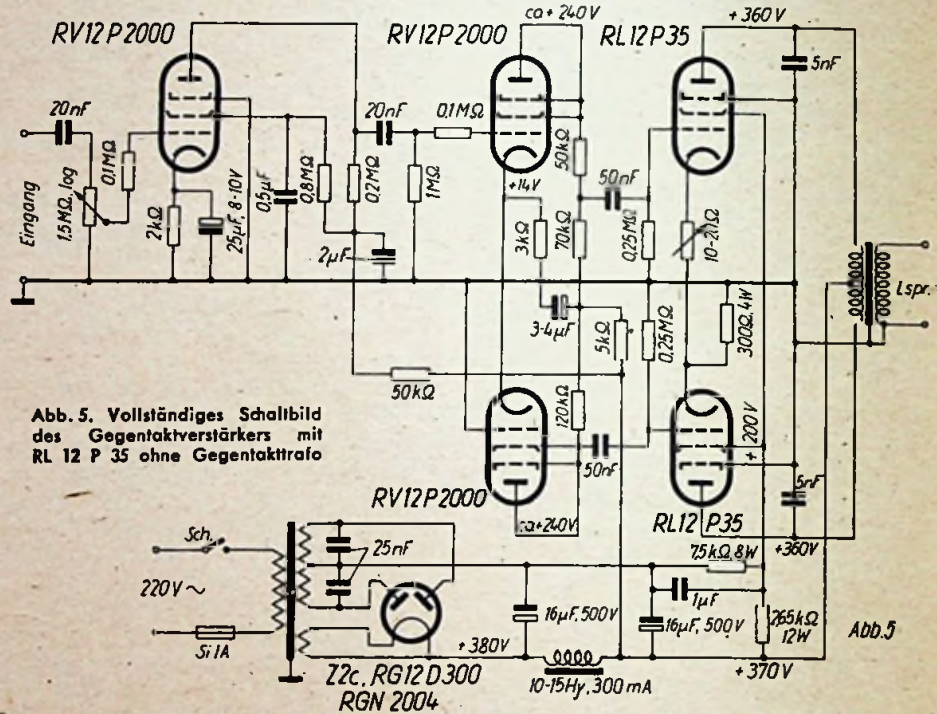 RV12P2000
RV12P2000
ca + 240V
RL12P35
+ 360V
5nF
20nF
0,1MΩ
1,5MΩ, log
Eingang
2kΩ
25μF, 8-10V
0,5μF
0,8MΩ
0,2MΩ
20nF
0,1MΩ
1MΩ
2μF
+14V
3kΩ
50kΩ
50nF
70kΩ
0,25MΩ
10-2Ω
300Ω, 4W
l.spr.
3-4μF
5kΩ
0,25MΩ
50kΩ
120kΩ
50nF
+ 200V
5nF
Abb. 5. Vollständiges Schaltbild
des Gegentaktverstärkers mit
RL 12 P 35 ohne Gegentakttrafo
RV12P2000
ca+240V
RL12P35
+360V
Sch.
220V ~
Si 1A
25nF
+ 380V
Z2c, RG12D300
RGN 2004
16μF, 500V
10-15Hy, 300mA
7,5kΩ, 8W
1μF
16μF, 500V
12W
+370V
Abb.5